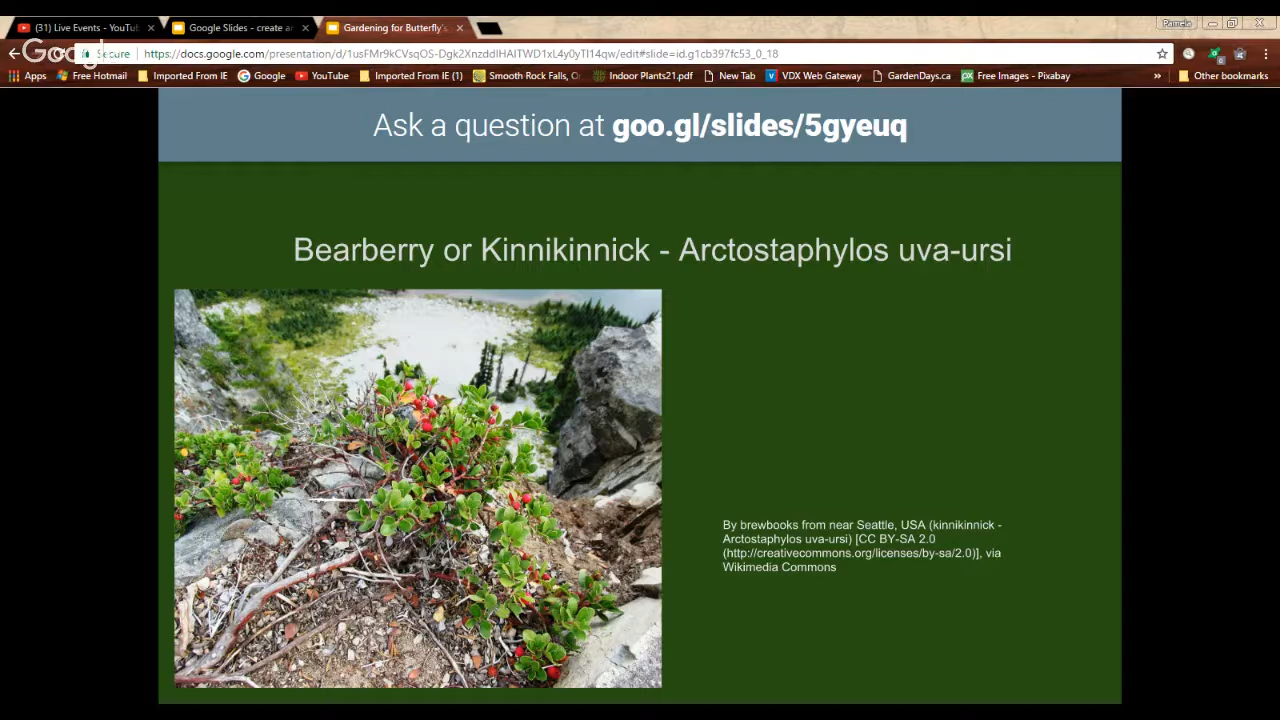 (31) Live Events - YouTu
Google Slides - create a
Gardening for Butterfly's
Pamela
Secure
https://docs.google.com/presentation/d/1usFMr9kCVsqOS-Dgk2XnzddlHAITWD1xL4y0yTl14qw/edit#slide=id.g1cb397fc53_0_18
Apps
Free Hotmail
Imported From IE
Google
YouTube
Imported From IE (1)
Smooth Rock Falls, O
Indoor Plants21.pdf
New Tab
VDX Web Gateway
GardenDays.ca
Free Images - Pixabay
»
Other bookmarks
Ask a question at goo.gl/slides/5gyeuq
Bearberry or Kinnikinnick - Arctostaphylos uva-ursi
By brewbooks from near Seattle, USA (kinnikinnick -
Arctostaphylos uva-ursi) [CC BY-SA 2.0
(http://creativecommons.org/licenses/by-sa/2.0)], via
Wikimedia Commons